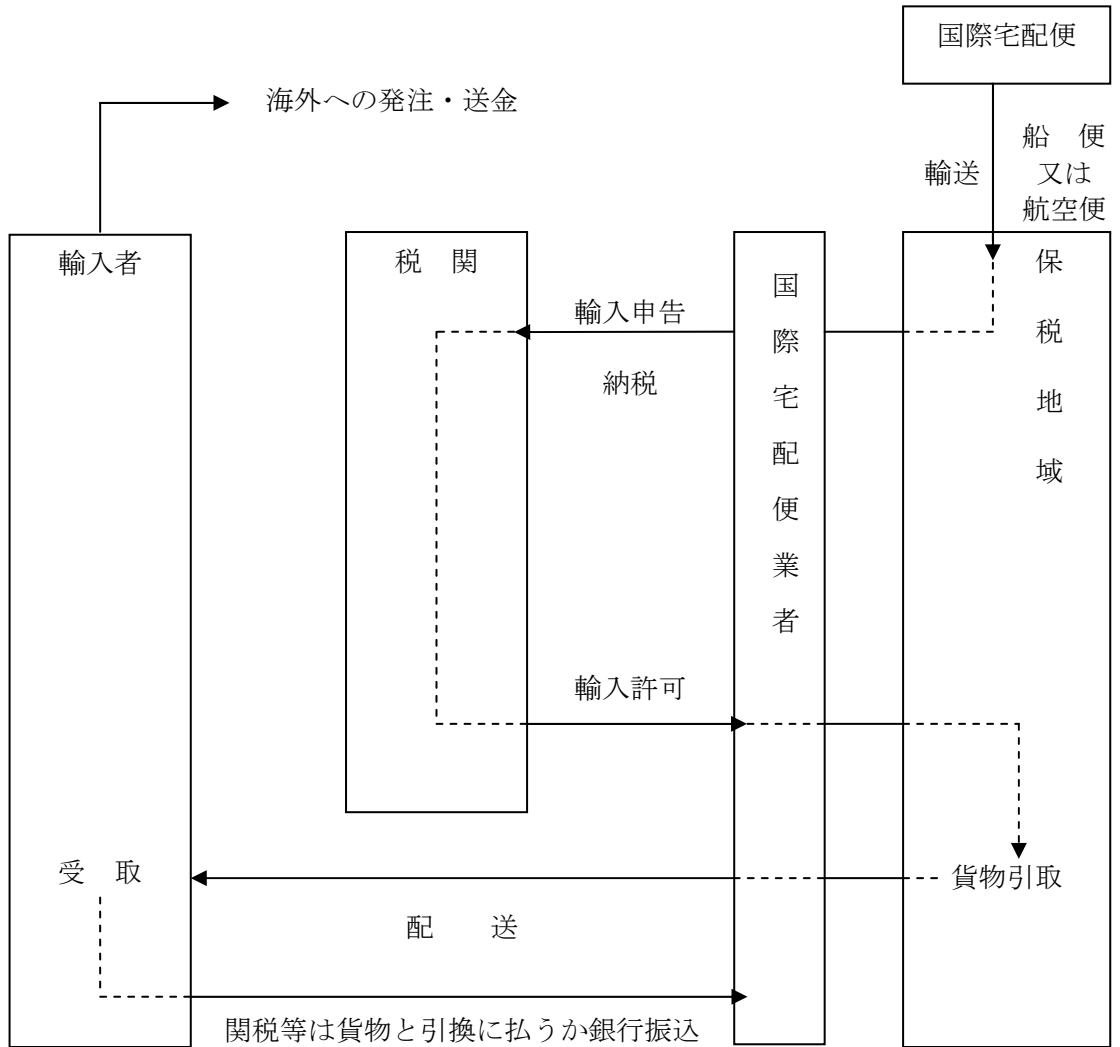 国際宅配便
海外への発注・送金
輸送
船　便
又は
航空便
輸入者
税　関
国際宅配便業者
保税地域
輸入申告
納税
輸入許可
受　取
貨物引取
配　　送
関税等は貨物と引換に払うか銀行振込